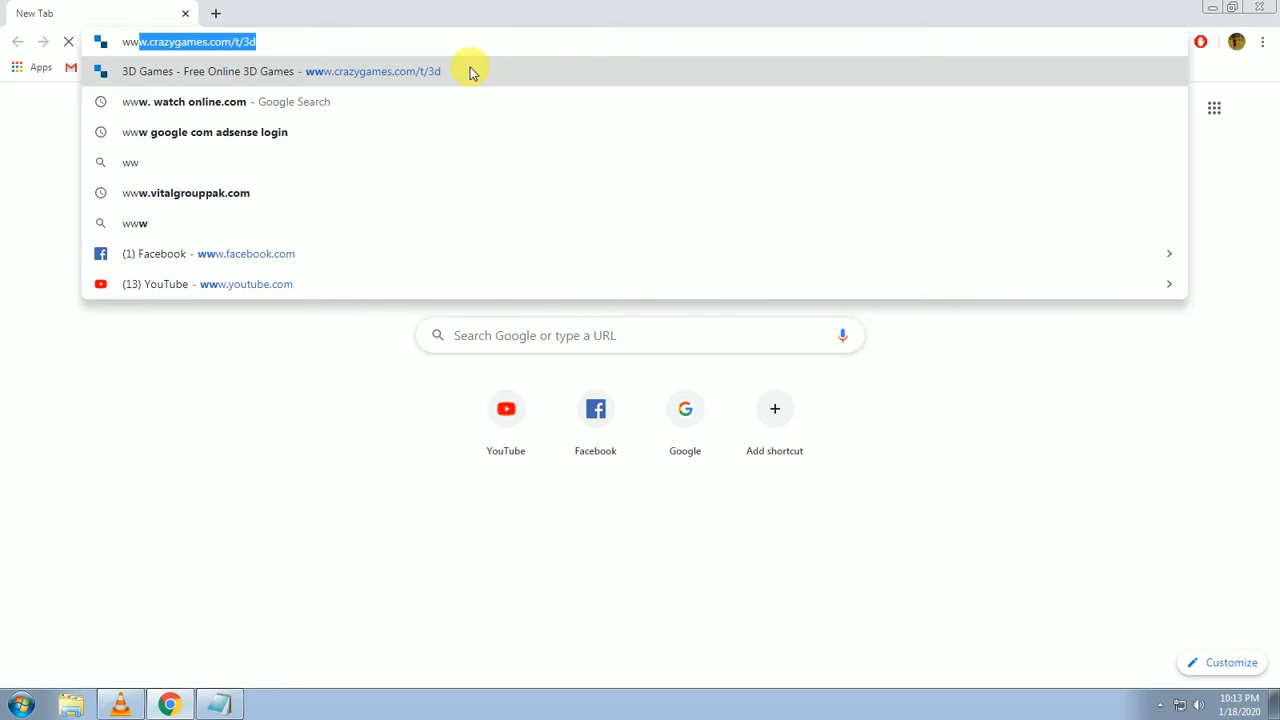 New Tab
www.crazygames.com/t/3d
Apps
3D Games - Free Online 3D Games - www.crazygames.com/t/3d
www. watch online.com - Google Search
www google com adsense login
ww
www.vitalgrouppak.com
www
(1) Facebook - www.facebook.com
(13) YouTube - www.youtube.com
Search Google or type a URL
YouTube
Facebook
Google
Add shortcut
Customize
10:13 PM
1/18/2020